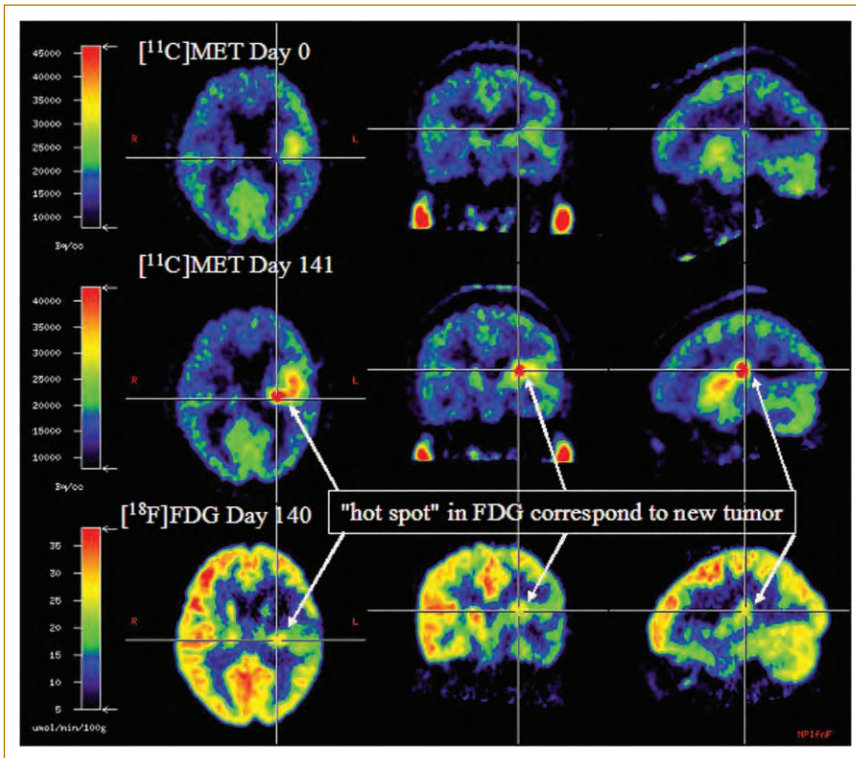 [11C]MET Day 0
45000
40000
35000
30000
25000
20000
15000
10000
Bq/cc
R L
[11C]MET Day 141
40000
35000
30000
25000
20000
15000
10000
Bq/cc
R L
"hot spot" in FDG correspond to new tumor
[18F]FDG Day 140
35
30
25
20
15
10
5
umol/min/100g
R L